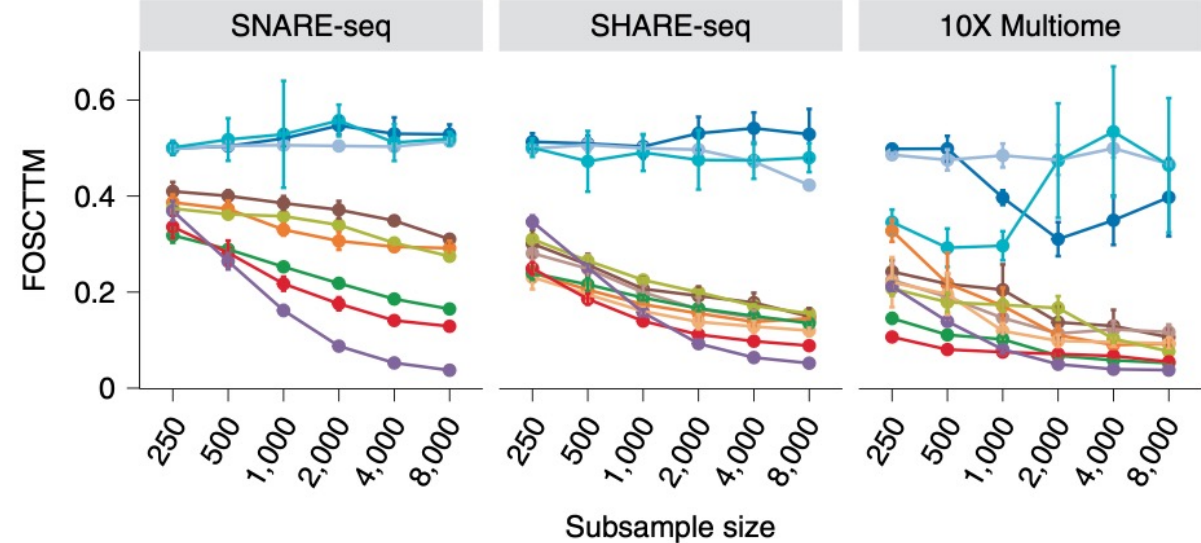 SNARE-seq SHARE-seq 10X Multiome
FOSCTTM
0.6
0.4
0.2
0
250 500 1,000 2,000 4,000 8,000 250 500 1,000 2,000 4,000 8,000 250 500 1,000 2,000 4,000 8,000
Subsample size